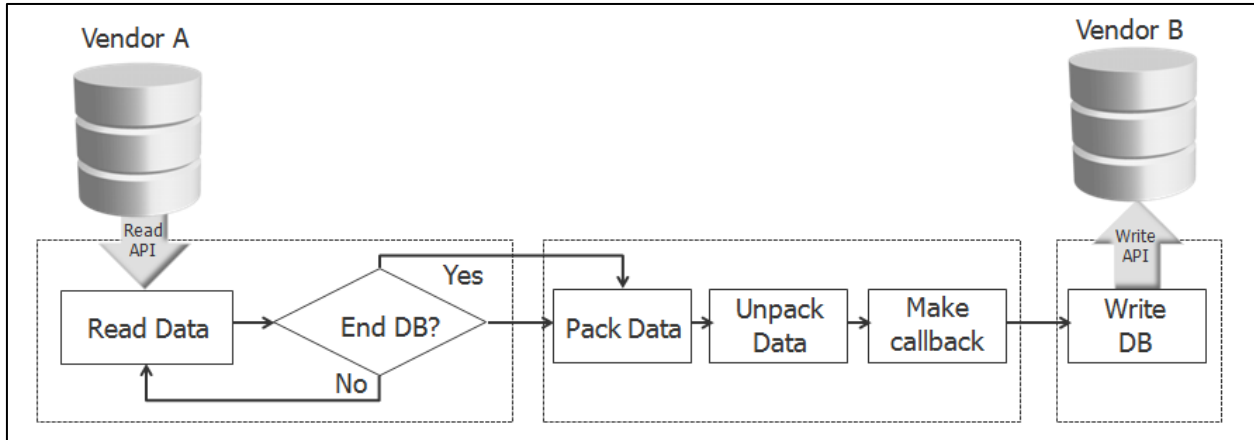 Vendor A
Vendor B
Read
API
Write
API
Yes
Read Data
End DB?
Pack Data
Unpack
Data
Make
callback
Write
DB
No